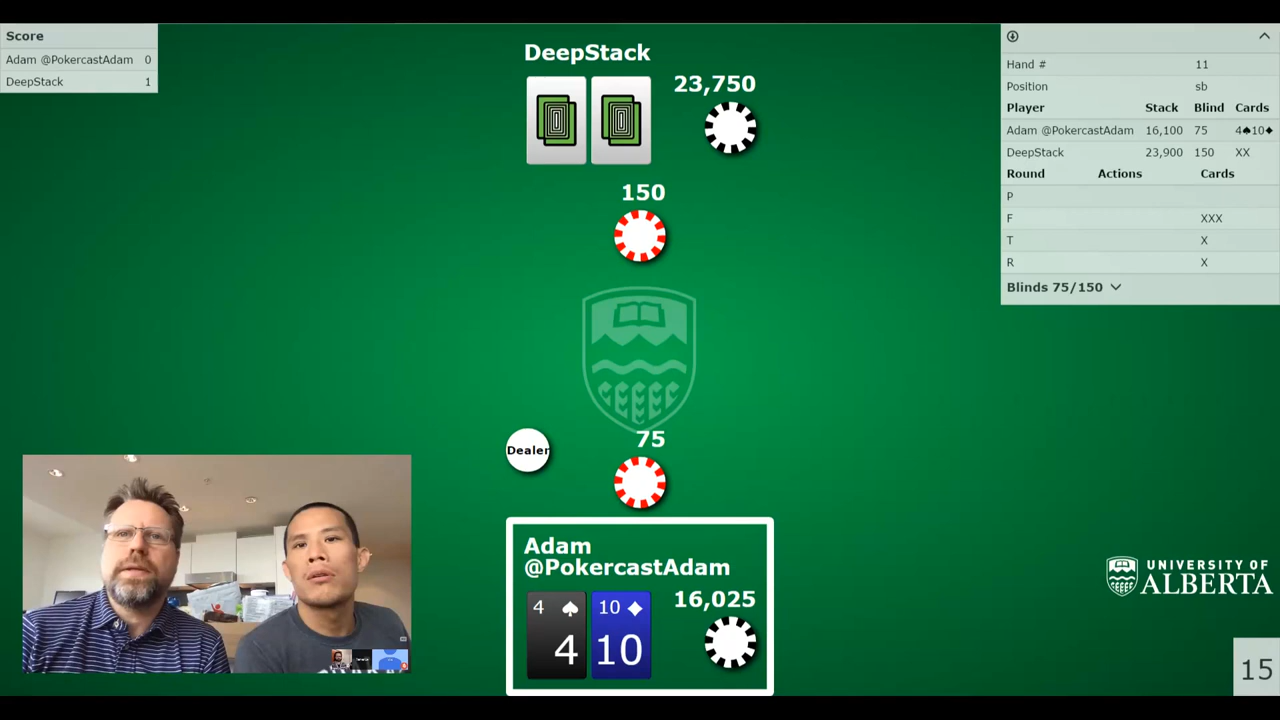 Score
Adam @PokercastAdam 0
DeepStack 1
DeepStack
23,750
150
Hand # 11
Position sb
Player Stack Blind Cards
Adam @PokercastAdam 16,100 75 4♠10♦
DeepStack 23,900 150 XX
Round Actions Cards
P
F XXX
T X
R X
Blinds 75/150
Dealer
75
Adam
@PokercastAdam
16,025
4♠ 10♦
4 10
UNIVERSITY OF
ALBERTA
15